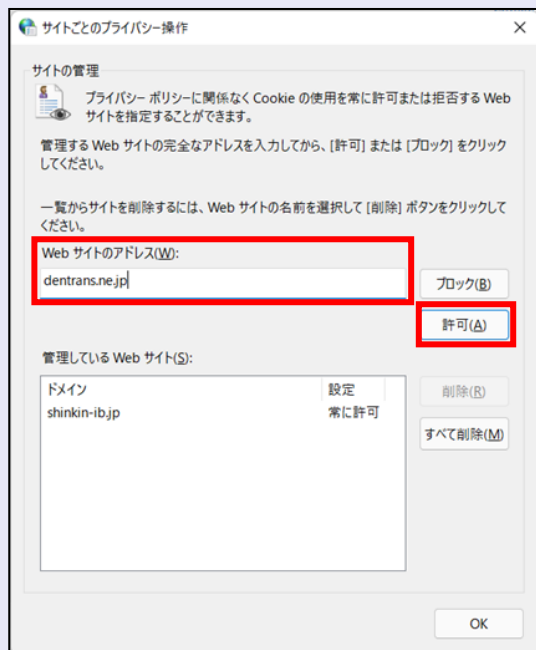 サイトごとのプライバシー操作
サイトの管理
プライバシー ポリシーに関係なく Cookie の使用を常に許可または拒否する Web
サイトを指定することができます。
管理する Web サイトの完全なアドレスを入力してから、[許可] または [ブロック] をクリック
してください。
一覧からサイトを削除するには、Web サイトの名前を選択して [削除] ボタンをクリックして
ください。
Web サイトのアドレス(W):
dentrans.ne.jp
ブロック(B)
許可(A)
管理している Web サイト(S):
ドメイン 設定
shinkin-ib.jp 常に許可
削除(R)
すべて削除(M)
OK